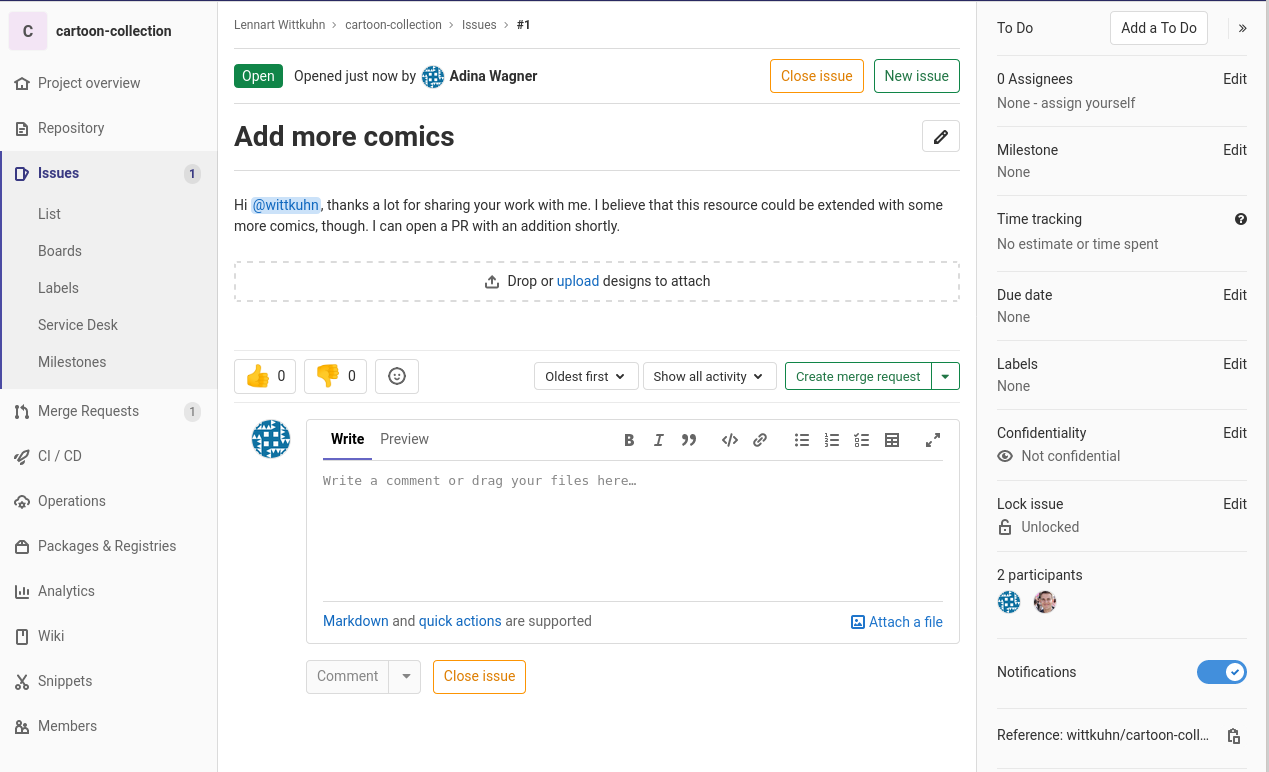 C cartoon-collection
Project overview
Repository
Issues 1
List
Boards
Labels
Service Desk
Milestones
Merge Requests 1
CI / CD
Operations
Packages & Registries
Analytics
Wiki
Snippets
Members
Lennart Wittkuhn › cartoon-collection › Issues › #1
Open Opened just now by Adina Wagner Close issue New issue
Add more comics
Hi @wittkuhn, thanks a lot for sharing your work with me. I believe that this resource could be extended with some
more comics, though. I can open a PR with an addition shortly.
Drop or upload designs to attach
👍 0 👎 0 Oldest first Show all activity Create merge request
Write Preview
Write a comment or drag your files here…
Markdown and quick actions are supported Attach a file
Comment Close issue
To Do Add a To Do »
0 Assignees Edit
None - assign yourself
Milestone Edit
None
Time tracking
No estimate or time spent
Due date Edit
None
Labels Edit
None
Confidentiality Edit
Not confidential
Lock issue Edit
Unlocked
2 participants
Notifications
Reference: wittkuhn/cartoon-coll…